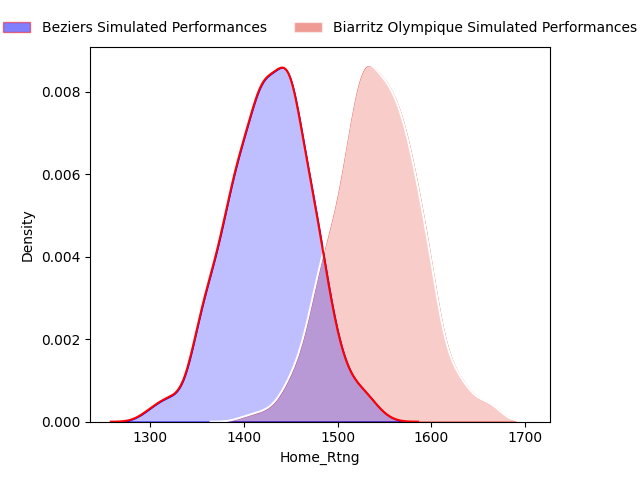 Beziers Simulated Performances
Biarritz Olympique Simulated Performances
0.008
0.006
0.004
0.002
0.000
Density
1300
1400
1500
1600
1700
Home_Rtng